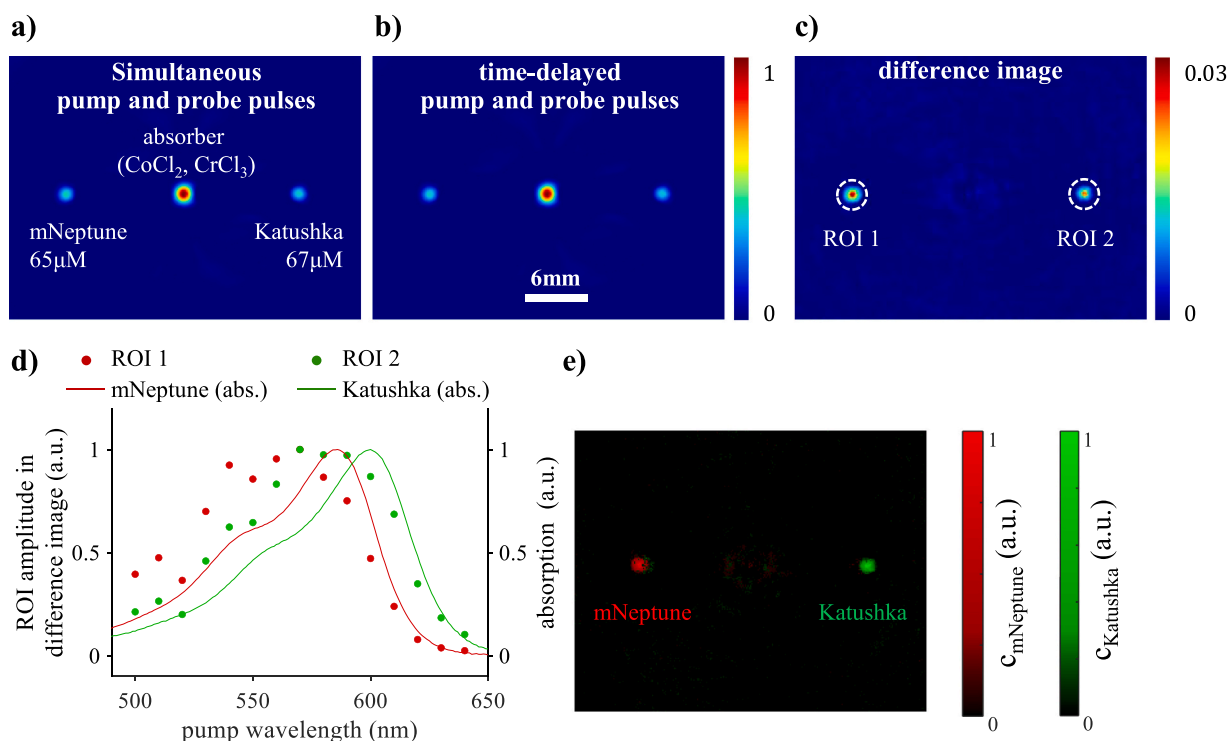 a)
Simultaneous
pump and probe pulses
absorber
(CoCl₂, CrCl₃)
mNeptune
65µM
Katushka
67µM
b)
time-delayed
pump and probe pulses
6mm
1
0
c)
difference image
ROI 1
ROI 2
0.03
0
d)
ROI 1
ROI 2
mNeptune (abs.)
Katushka (abs.)
ROI amplitude in
difference image (a.u.)
1
0.5
0
1
0.5
0
absorption (a.u.)
500
550
600
650
pump wavelength (nm)
e)
mNeptune
Katushka
1
0
c_mNeptune (a.u.)
1
0
c_Katushka (a.u.)